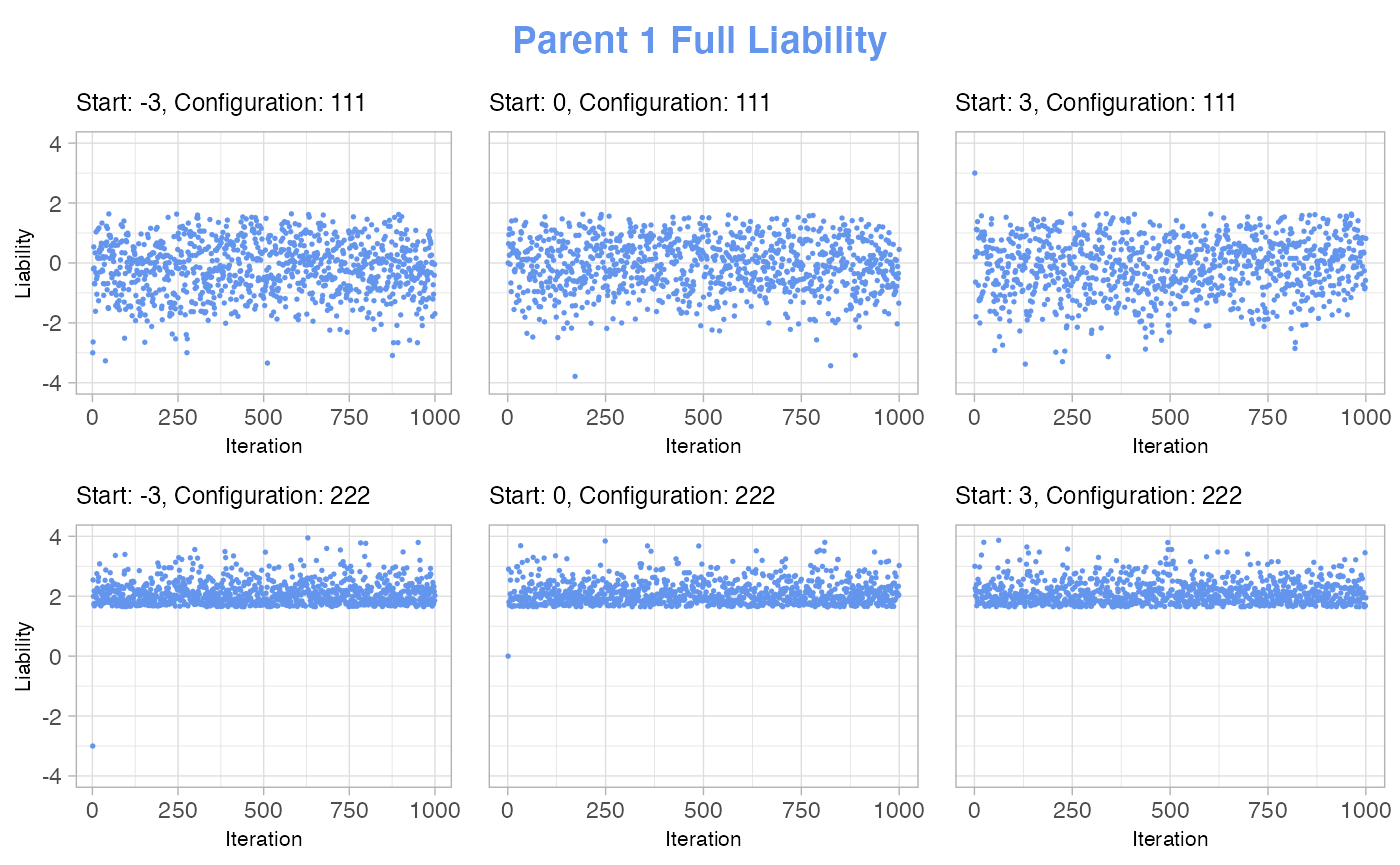 Parent 1 Full Liability
Start: -3, Configuration: 111
Start: 0, Configuration: 111
Start: 3, Configuration: 111
Liability
4
2
0
-2
-4
0 250 500 750 1000
0 250 500 750 1000
0 250 500 750 1000
Iteration
Iteration
Iteration
Start: -3, Configuration: 222
Start: 0, Configuration: 222
Start: 3, Configuration: 222
Liability
4
2
0
-2
-4
0 250 500 750 1000
0 250 500 750 1000
0 250 500 750 1000
Iteration
Iteration
Iteration